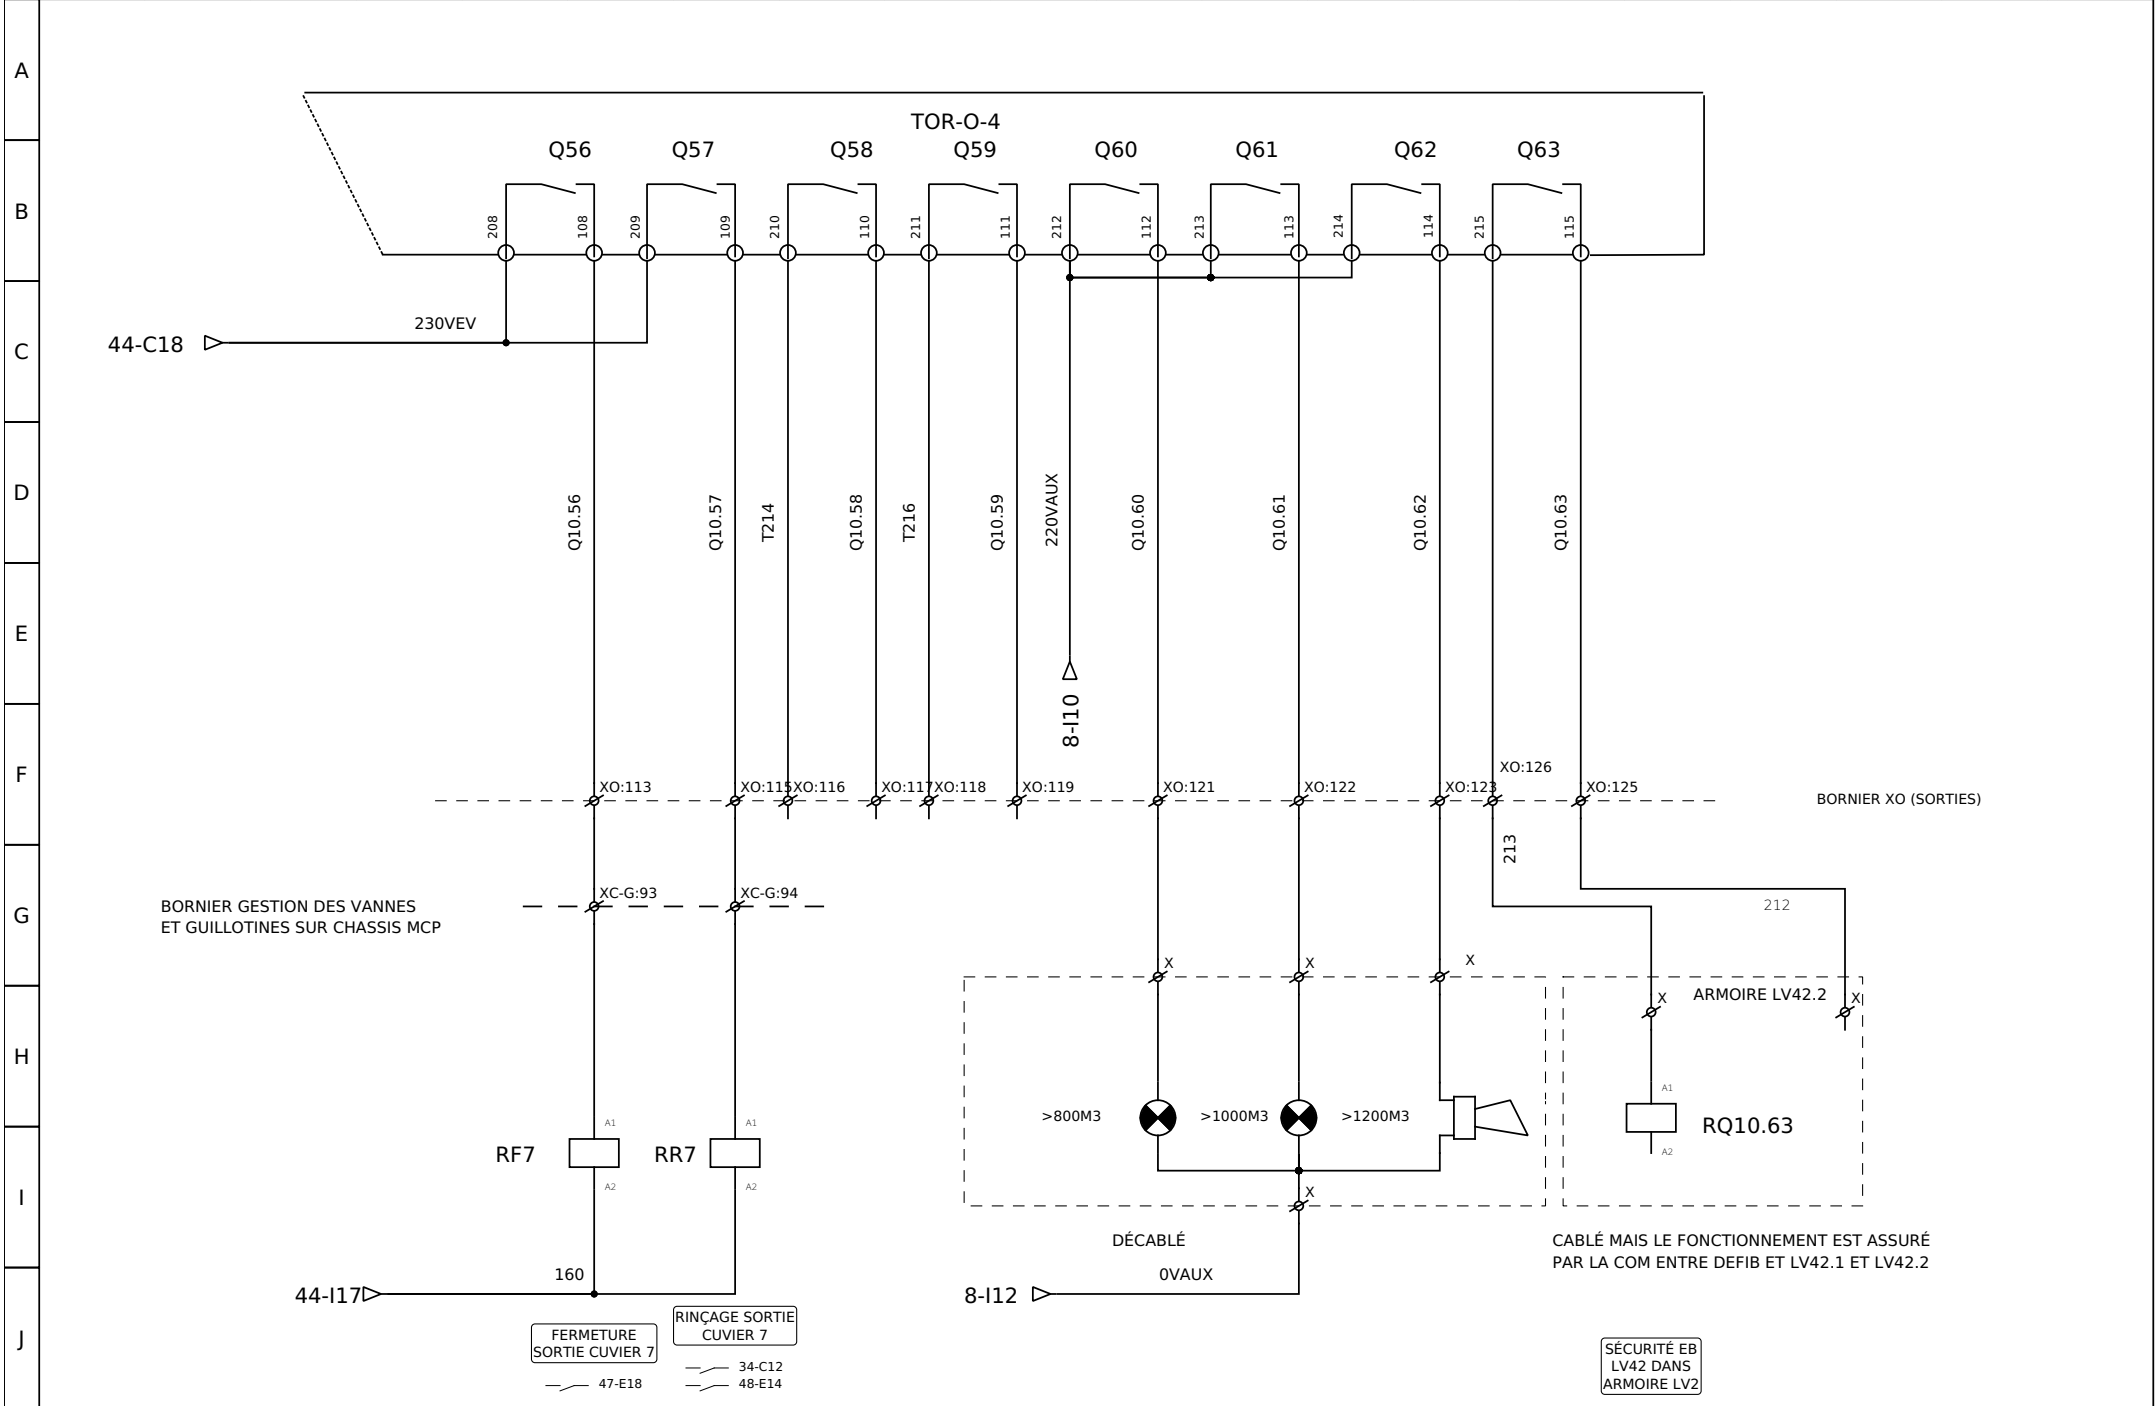 A
B
C
D
E
F
G
H
I
J
TOR-O-4
Q56
Q57
Q58
Q59
Q60
Q61
Q62
Q63
208
108
209
109
210
110
211
111
212
112
213
113
214
114
215
115
44-C18
230VEV
Q10.56
Q10.57
T214
Q10.58
T216
Q10.59
220VAUX
Q10.60
Q10.61
Q10.62
Q10.63
8-I10
XO:113
XO:115
XO:116
XO:117
XO:118
XO:119
XO:121
XO:122
XO:123
XO:126
XO:125
BORNIER XO (SORTIES)
213
212
BORNIER GESTION DES VANNES
ET GUILLOTINES SUR CHASSIS MCP
XC-G:93
XC-G:94
X
X
X
ARMOIRE LV42.2
X
X
>800M3
>1000M3
>1200M3
A1
RQ10.63
A2
A1
RF7
A2
A1
RR7
A2
X
DÉCABLÉ
CABLÉ MAIS LE FONCTIONNEMENT EST ASSURÉ
PAR LA COM ENTRE DEFIB ET LV42.1 ET LV42.2
160
44-I17
0VAUX
8-I12
FERMETURE
SORTIE CUVIER 7
47-E18
RINÇAGE SORTIE
CUVIER 7
34-C12
48-E14
SÉCURITÉ EB
LV42 DANS
ARMOIRE LV2